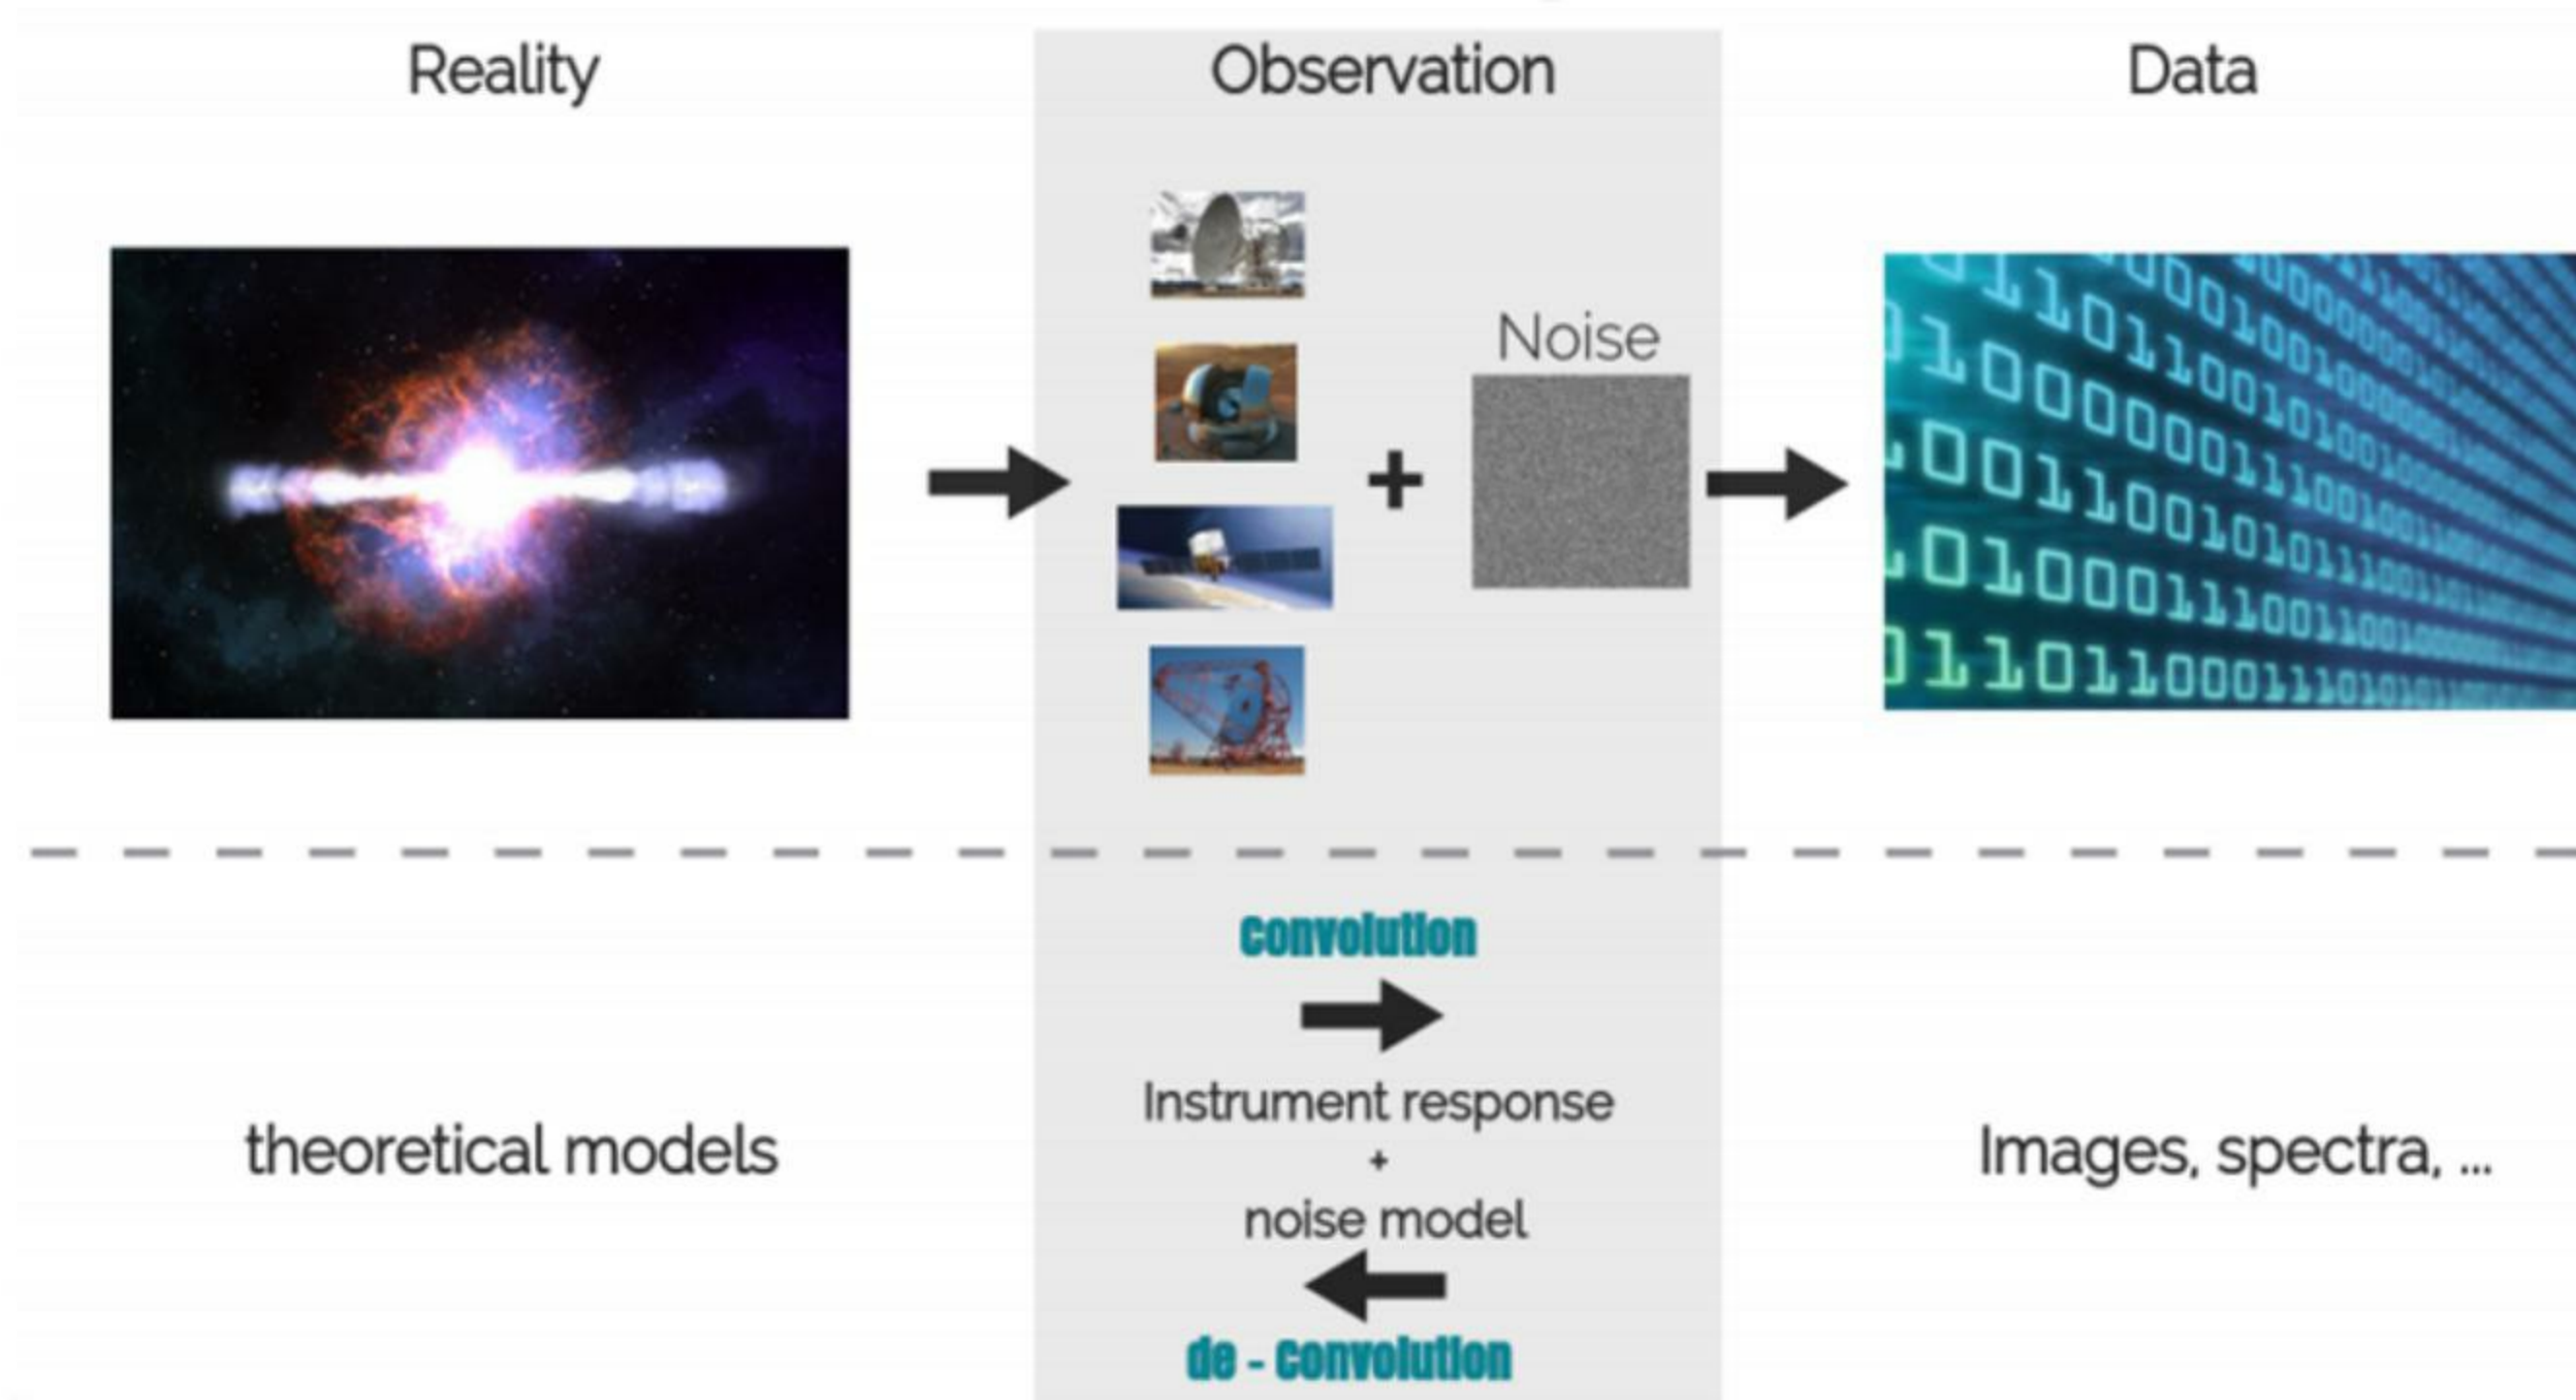 Reality
Observation
Data
Noise
+
convolution
Instrument response
+
noise model
de - convolution
theoretical models
Images, spectra, ...